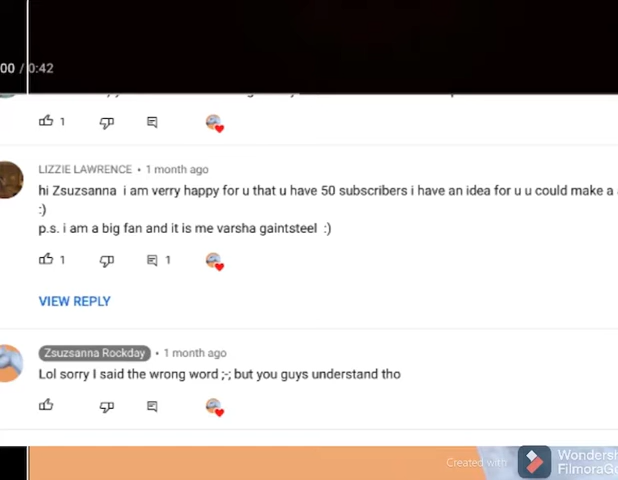 00 / 0:42
1
LIZZIE LAWRENCE • 1 month ago
hi Zsuzsanna i am verry happy for u that u have 50 subscribers i have an idea for u u could make a
:)
p.s. i am a big fan and it is me varsha gaintsteel :)
1 1
VIEW REPLY
Zsuzsanna Rockday • 1 month ago
Lol sorry I said the wrong word ;-; but you guys understand tho
Created with
Wondersh
FilmoraGo